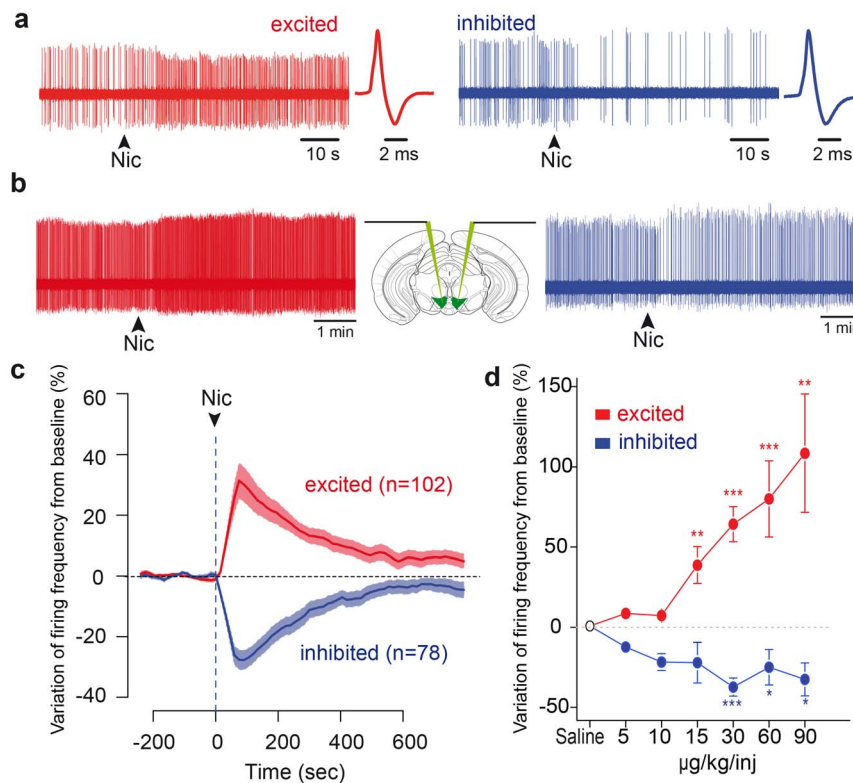 a
excited
inhibited
Nic
10 s
2 ms
Nic
10 s
2 ms
b
Nic
1 min
Nic
1 min
c
Variation of firing frequency from baseline (%)
60
40
20
0
-20
-40
Nic
excited (n=102)
inhibited (n=78)
-200
0
200
400
600
Time (sec)
d
Variation of firing frequency from baseline (%)
150
100
50
0
-50
excited
inhibited
**
***
***
**
***
*
*
Saline
5
10
15
30
60
90
µg/kg/inj